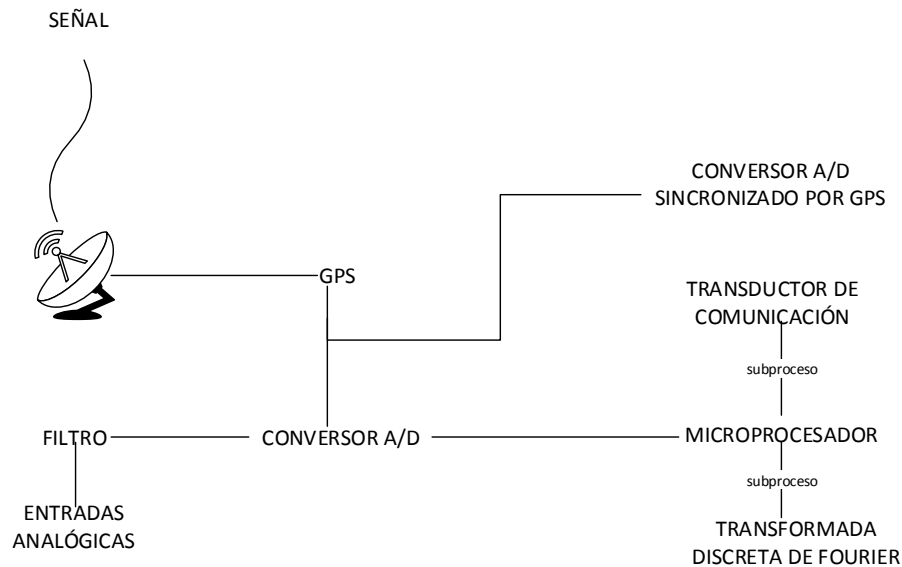 SEÑAL
CONVERSOR A/D
SINCRONIZADO POR GPS
GPS
TRANSDUCTOR DE
COMUNICACIÓN
subproceso
FILTRO
CONVERSOR A/D
MICROPROCESADOR
subproceso
ENTRADAS
ANALÓGICAS
TRANSFORMADA
DISCRETA DE FOURIER